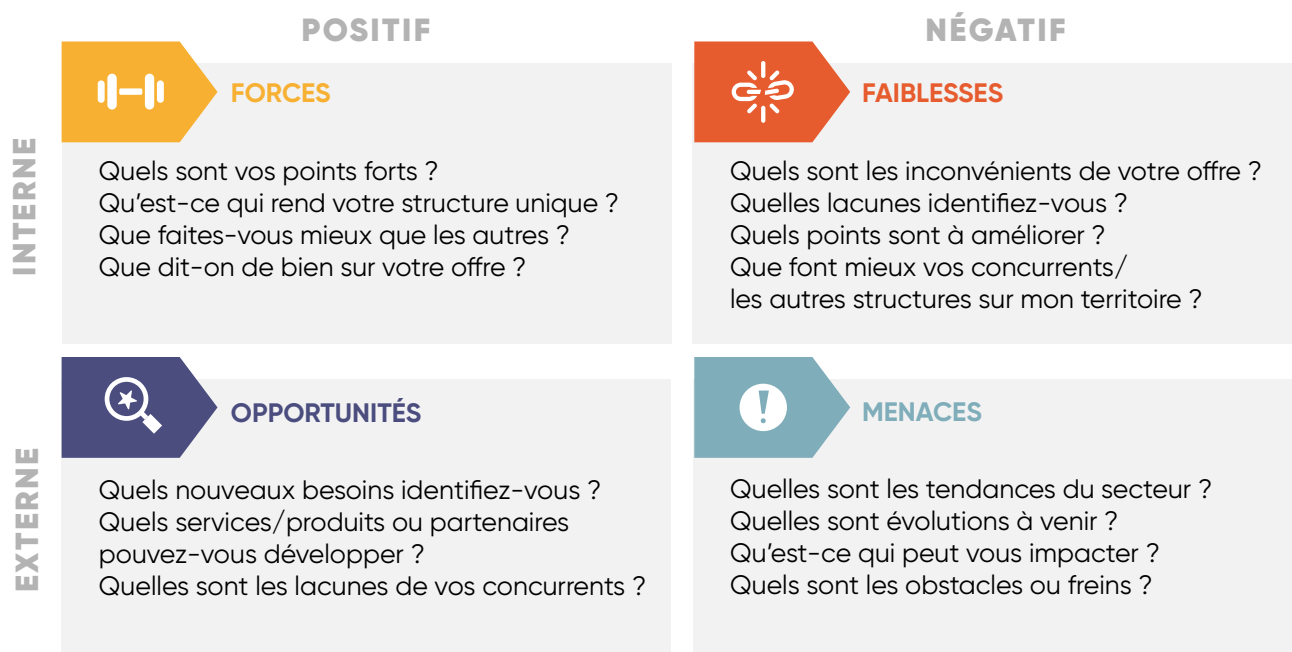 POSITIF
NÉGATIF
INTERNE
FORCES
Quels sont vos points forts ?
Qu’est-ce qui rend votre structure unique ?
Que faites-vous mieux que les autres ?
Que dit-on de bien sur votre offre ?
FAIBLESSES
Quels sont les inconvénients de votre offre ?
Quelles lacunes identifiez-vous ?
Quels points sont à améliorer ?
Que font mieux vos concurrents/
les autres structures sur mon territoire ?
EXTERNE
OPPORTUNITÉS
Quels nouveaux besoins identifiez-vous ?
Quels services/produits ou partenaires
pouvez-vous développer ?
Quelles sont les lacunes de vos concurrents ?
MENACES
Quelles sont les tendances du secteur ?
Quelles sont évolutions à venir ?
Qu’est-ce qui peut vous impacter ?
Quels sont les obstacles ou freins ?